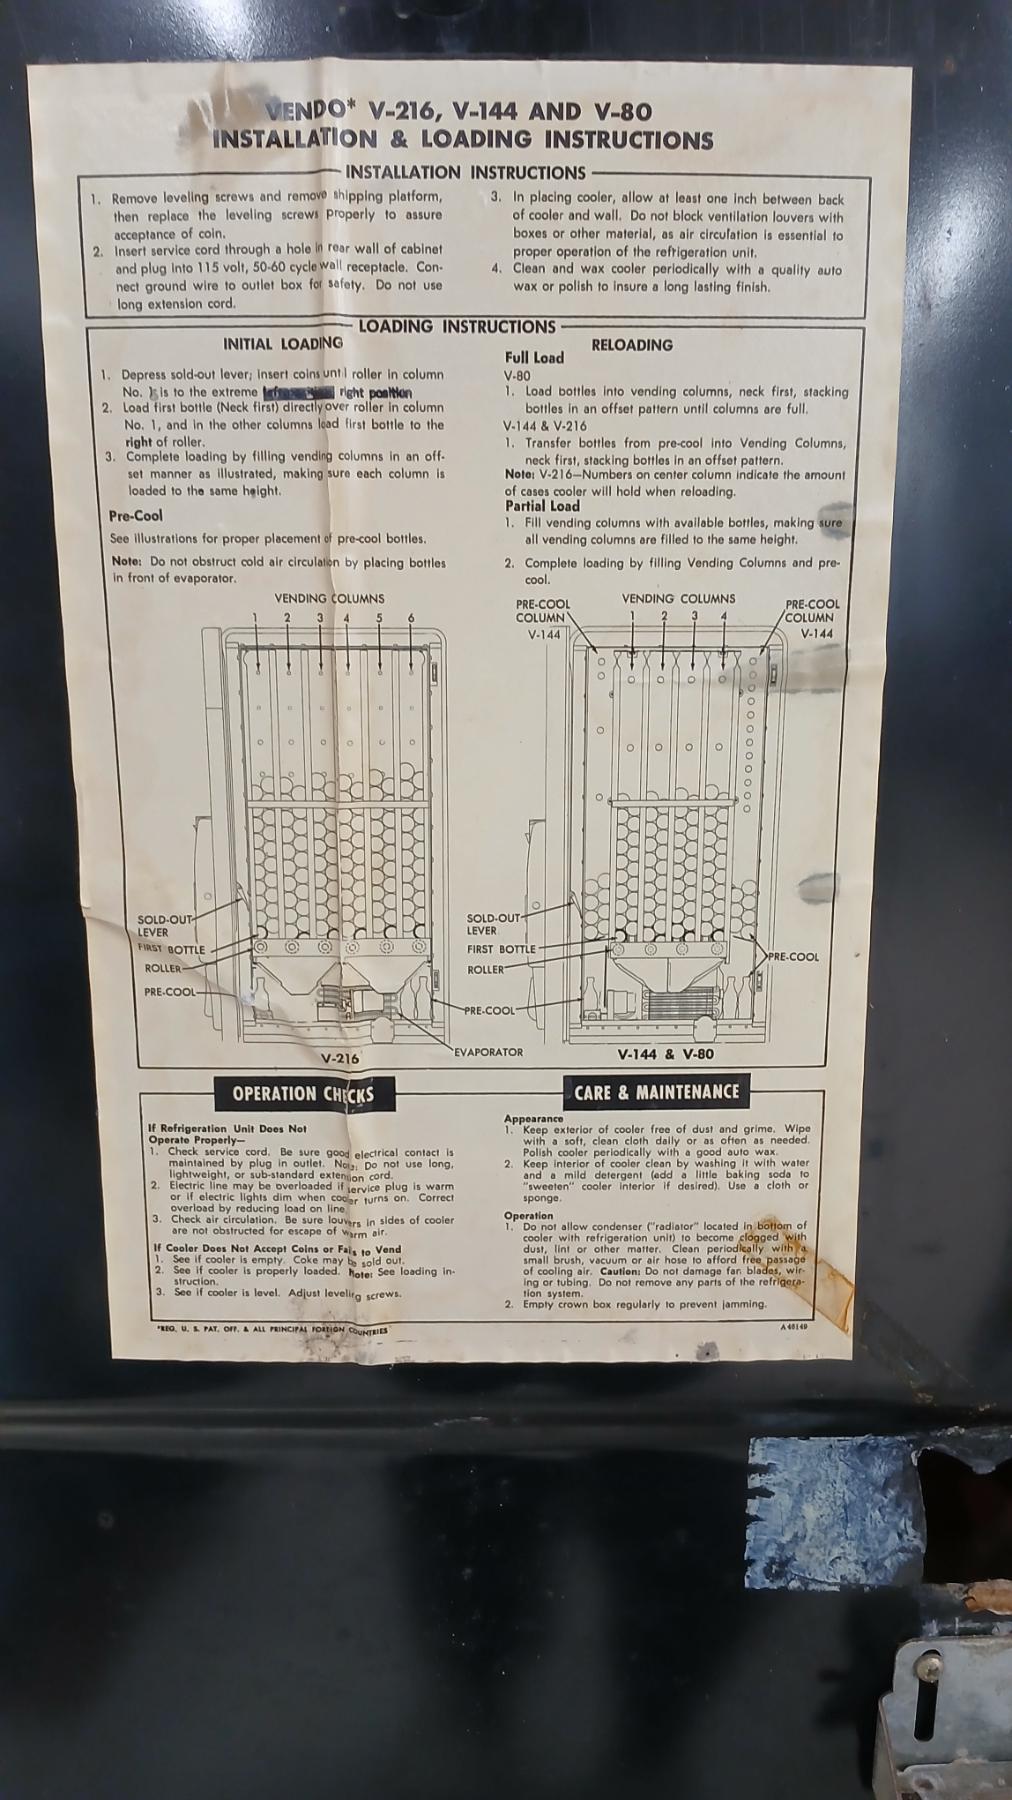 VENDO* V-216, V-144 AND V-80
INSTALLATION & LOADING INSTRUCTIONS
INSTALLATION INSTRUCTIONS
1. Remove leveling screws and remove shipping platform,
then replace the leveling screws properly to assure
acceptance of coin.
2. Insert service cord through a hole in rear wall of cabinet
and plug into 115 volt, 50-60 cycle wall receptacle. Con-
nect ground wire to outlet box for safety. Do not use
long extension cord.
3. In placing cooler, allow at least one inch between back
of cooler and wall. Do not block ventilation louvers with
boxes or other material, as air circulation is essential to
proper operation of the refrigeration unit.
4. Clean and wax cooler periodically with a quality auto
wax or polish to insure a long lasting finish.
LOADING INSTRUCTIONS
INITIAL LOADING
1. Depress sold-out lever; insert coins until roller in column
No. 1 is to the extreme right position
2. Load first bottle (Neck first) directly over roller in column
No. 1, and in the other columns load first bottle to the
right of roller.
3. Complete loading by filling vending columns in an off-
set manner as illustrated, making sure each column is
loaded to the same height.
Pre-Cool
See illustrations for proper placement of pre-cool bottles.
Note: Do not obstruct cold air circulation by placing bottles
in front of evaporator.
RELOADING
Full Load
V-80
1. Load bottles into vending columns, neck first, stacking
bottles in an offset pattern until columns are full.
V-144 & V-216
1. Transfer bottles from pre-cool into Vending Columns,
neck first, stacking bottles in an offset pattern.
Note: V-216—Numbers on center column indicate the amount
of cases cooler will hold when reloading.
Partial Load
1. Fill vending columns with available bottles, making sure
all vending columns are filled to the same height.
2. Complete loading by filling Vending Columns and pre-
cool.
VENDING COLUMNS
1 2 3 4 5 6
SOLD-OUT
LEVER
FIRST BOTTLE
ROLLER
PRE-COOL
V-216
EVAPORATOR
PRE-COOL
COLUMN
V-144
VENDING COLUMNS
1 2 3 4
PRE-COOL
COLUMN
V-144
SOLD-OUT
LEVER
FIRST BOTTLE
ROLLER
PRE-COOL
PRE-COOL
V-144 & V-80
OPERATION CHECKS
If Refrigeration Unit Does Not
Operate Properly—
1. Check service cord. Be sure good electrical contact is
maintained by plug in outlet. Note: Do not use long,
lightweight, or sub-standard extension cord.
2. Electric line may be overloaded if service plug is warm
or if electric lights dim when cooler turns on. Correct
overload by reducing load on line.
3. Check air circulation. Be sure louvers in sides of cooler
are not obstructed for escape of warm air.
If Cooler Does Not Accept Coins or Fails to Vend
1. See if cooler is empty. Coke may be sold out.
2. See if cooler is properly loaded. Note: See loading in-
struction.
3. See if cooler is level. Adjust leveling screws.
CARE & MAINTENANCE
Appearance
1. Keep exterior of cooler free of dust and grime. Wipe
with a soft, clean cloth daily or as often as needed.
Polish cooler periodically with a good auto wax.
2. Keep interior of cooler clean by washing it with water
and a mild detergent (add a little baking soda to
"sweeten" cooler interior if desired). Use a cloth or
sponge.
Operation
1. Do not allow condenser ("radiator" located in bottom of
cooler with refrigeration unit) to become clogged with
dust, lint or other matter. Clean periodically with a
small brush, vacuum or air hose to afford free passage
of cooling air. Caution: Do not damage fan blades, wir-
ing or tubing. Do not remove any parts of the refrigera-
tion system.
2. Empty crown box regularly to prevent jamming.
*REG. U. S. PAT. OFF. & ALL PRINCIPAL FOREIGN COUNTRIES
A48149